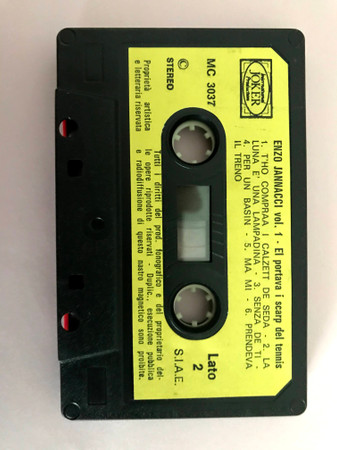 JOKER
ENZO JANNACCI vol. 1 El portava i scarp del tennis
1. T'HO COMPRAA I CALZETT DE SEDA - 2. LA
LUNA E' UNA LAMPADINA - 3. SENZA DE TI -
4. PER UN BASIN - 5. MA MI - 6. PRENDEVA
IL TRENO
MC 3037
STEREO
Lato
2
S.I.A.E.
Proprietà artistica
e letteraria riservata
Tutti i diritti del prod. fonografico e del proprietario del-
le opere riprodotte riservati - Duplic., esecuzione pubblica
e radiodiffusione di questo nastro magnetico sono proibite.